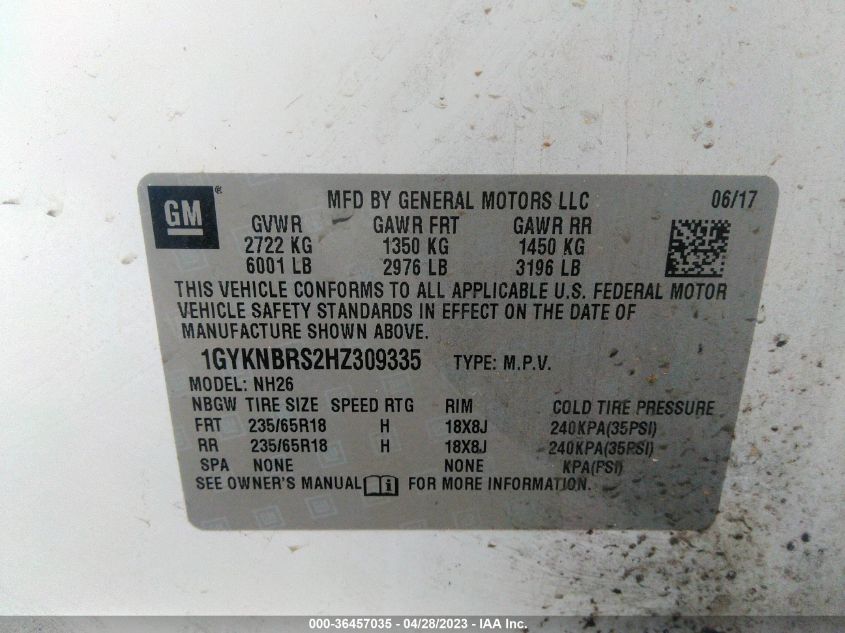 GM ®
MFD BY GENERAL MOTORS LLC 06/17
GVWR GAWR FRT GAWR RR
2722 KG 1350 KG 1450 KG
6001 LB 2976 LB 3196 LB
THIS VEHICLE CONFORMS TO ALL APPLICABLE U.S. FEDERAL MOTOR
VEHICLE SAFETY STANDARDS IN EFFECT ON THE DATE OF
MANUFACTURE SHOWN ABOVE.
1GYKNBRS2HZ309335 TYPE: M.P.V.
MODEL: NH26
NBGW TIRE SIZE SPEED RTG RIM COLD TIRE PRESSURE
FRT 235/65R18 H 18X8J 240KPA(35PSI)
RR 235/65R18 H 18X8J 240KPA(35PSI)
SPA NONE NONE KPA(PSI)
SEE OWNER'S MANUAL i FOR MORE INFORMATION.
000-36457035 - 04/28/2023 - IAA Inc.